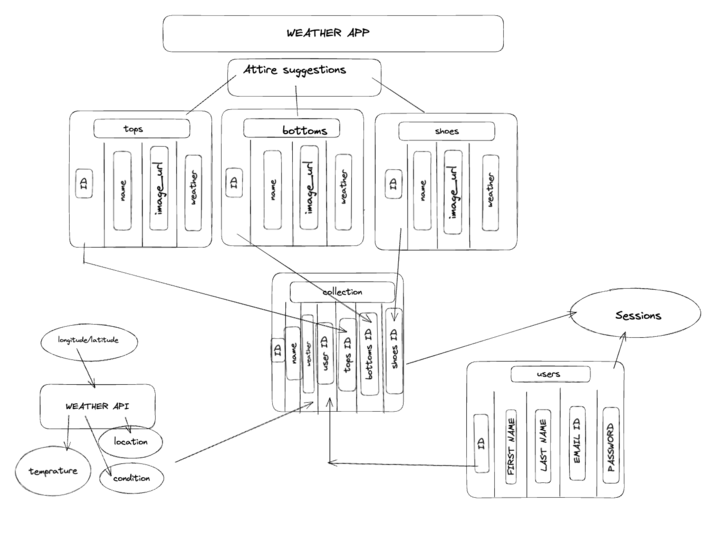 WEATHER APP
Attire suggestions
tops
ID
name
image_url
weather
bottoms
ID
name
image_url
weather
shoes
ID
name
image_url
weather
collection
ID
name
weather
user ID
tops ID
bottoms ID
shoes ID
Sessions
longitude/latitude
WEATHER API
location
temprature
condition
users
ID
FIRST NAME
LAST NAME
EMAIL ID
PASSWORD